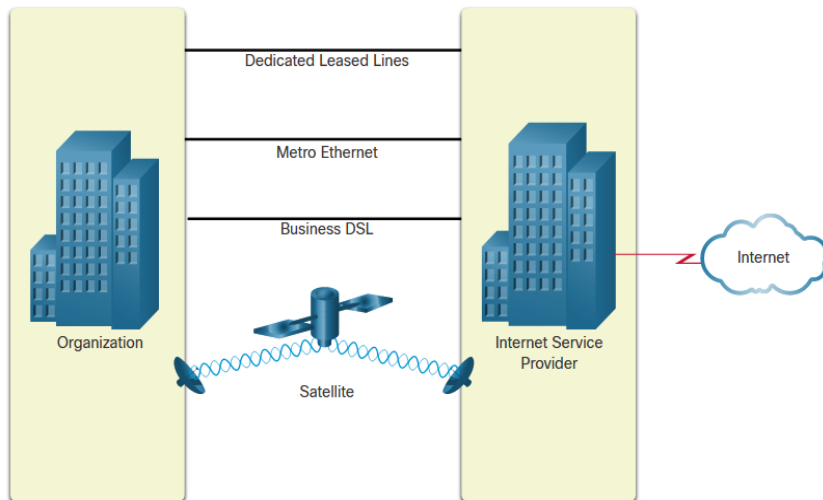 Dedicated Leased Lines
Metro Ethernet
Business DSL
Internet
Organization
Internet Service
Provider
Satellite